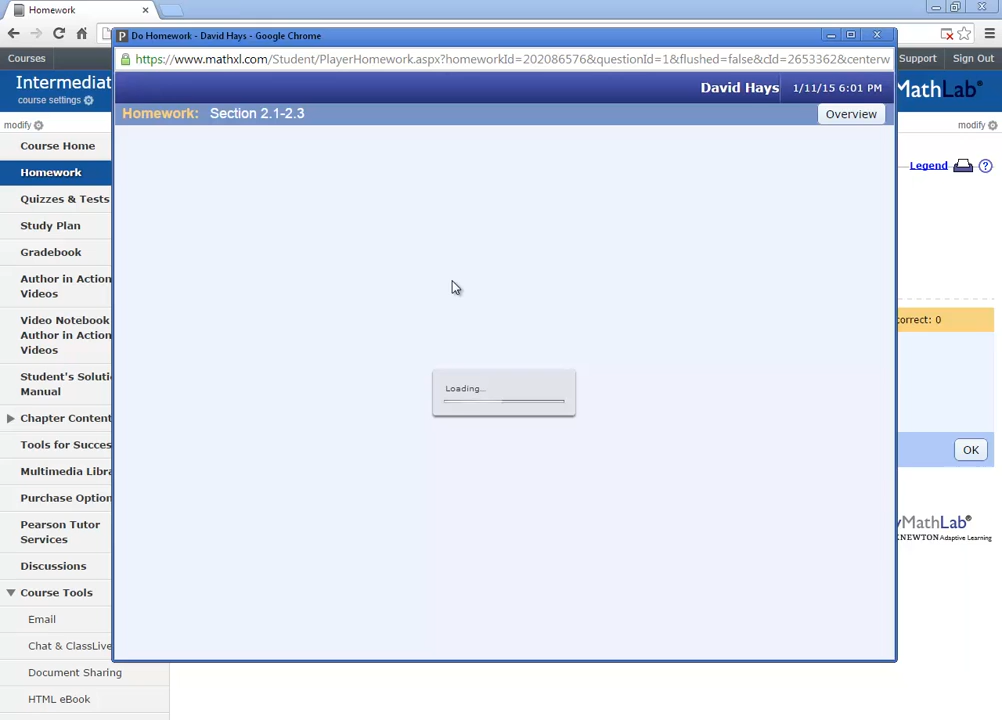 Homework
Do Homework - David Hays - Google Chrome
https://www.mathxl.com/Student/PlayerHomework.aspx?homeworkId=202086576&questionId=1&flushed=false&cId=2653362&centerw
Courses
Support
Sign Out
Intermediat
course settings
David Hays
1/11/15 6:01 PM
MathLab®
Homework: Section 2.1-2.3
Overview
modify
modify
Course Home
Homework
Legend
?
Quizzes & Tests
Study Plan
Gradebook
Author in Action
Videos
Video Notebook
Author in Action
Videos
orrect: 0
Student's Soluti
Manual
Loading...
Chapter Content
Tools for Succes
OK
Multimedia Libra
Purchase Option
Pearson Tutor
Services
yMathLab®
KNEWTON Adaptive Learning
Discussions
Course Tools
Email
Chat & ClassLive
Document Sharing
HTML eBook